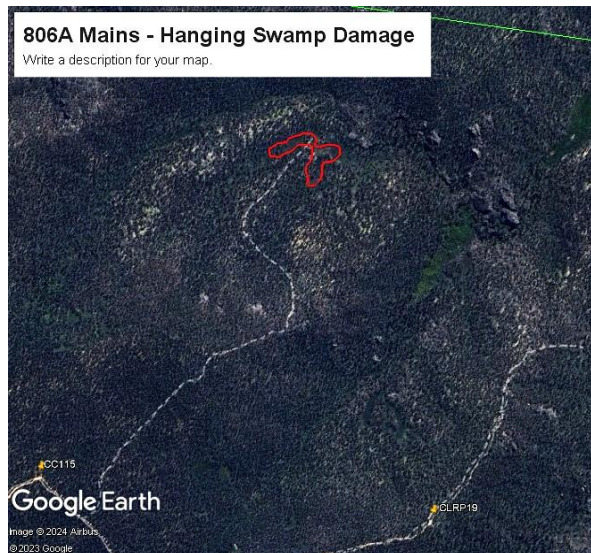 806A Mains - Hanging Swamp Damage
Write a description for your map.
CC115
CLRP19
Google Earth
Image © 2024 Airbus
© 2023 Google